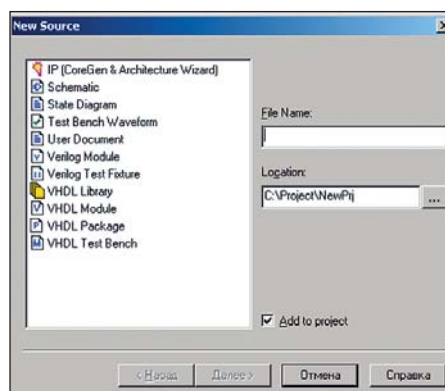 New Source
IP (CoreGen & Architecture Wizard)
Schematic
State Diagram
Test Bench Waveform
User Document
Verilog Module
Verilog Test Fixture
VHDL Library
VHDL Module
VHDL Package
VHDL Test Bench
File Name:
Location:
C:\Project\NewPrj
...
Add to project
< Назад
Далее >
Отмена
Справка